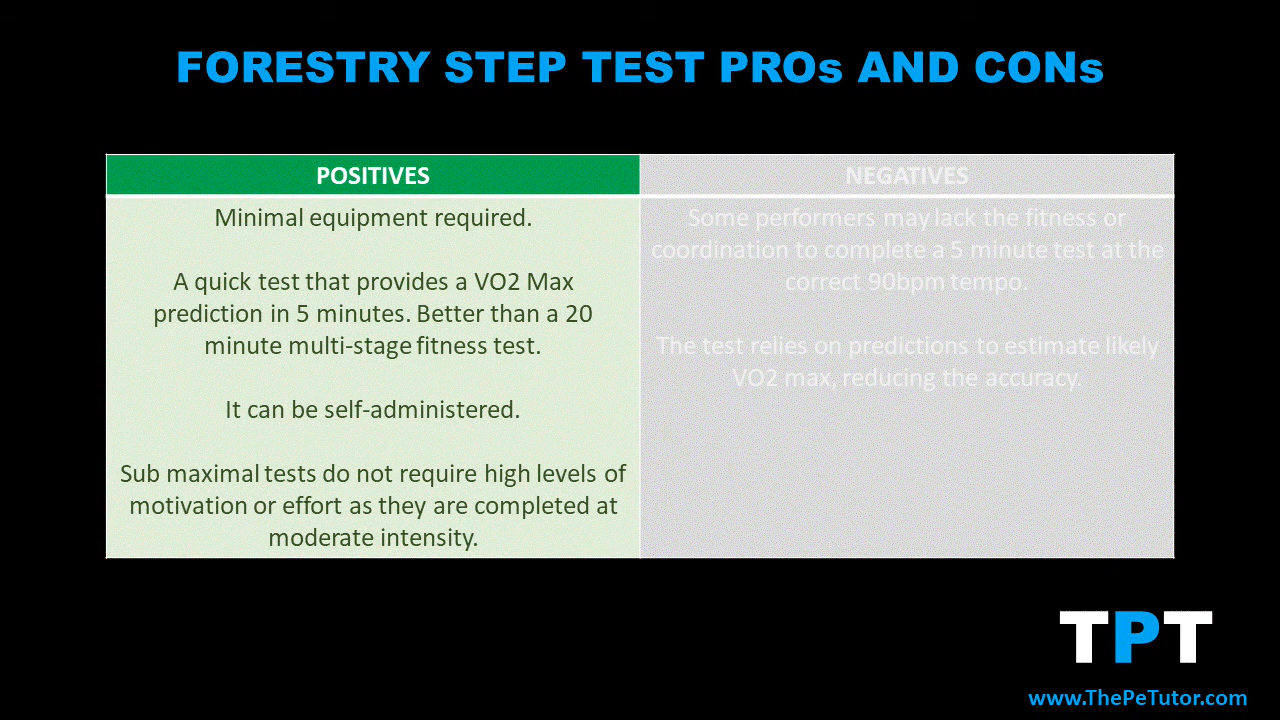 FORESTRY STEP TEST PROs AND CONs
POSITIVES
Minimal equipment required.
A quick test that provides a VO2 Max
prediction in 5 minutes. Better than a 20
minute multi-stage fitness test.
It can be self-administered.
Sub maximal tests do not require high levels of
motivation or effort as they are completed at
moderate intensity.
NEGATIVES
Some performers may lack the fitness or
coordination to complete a 5 minute test at the
correct 90bpm tempo.
The test relies on predictions to estimate likely
VO2 max, reducing the accuracy.
TPT
www.ThePeTutor.com